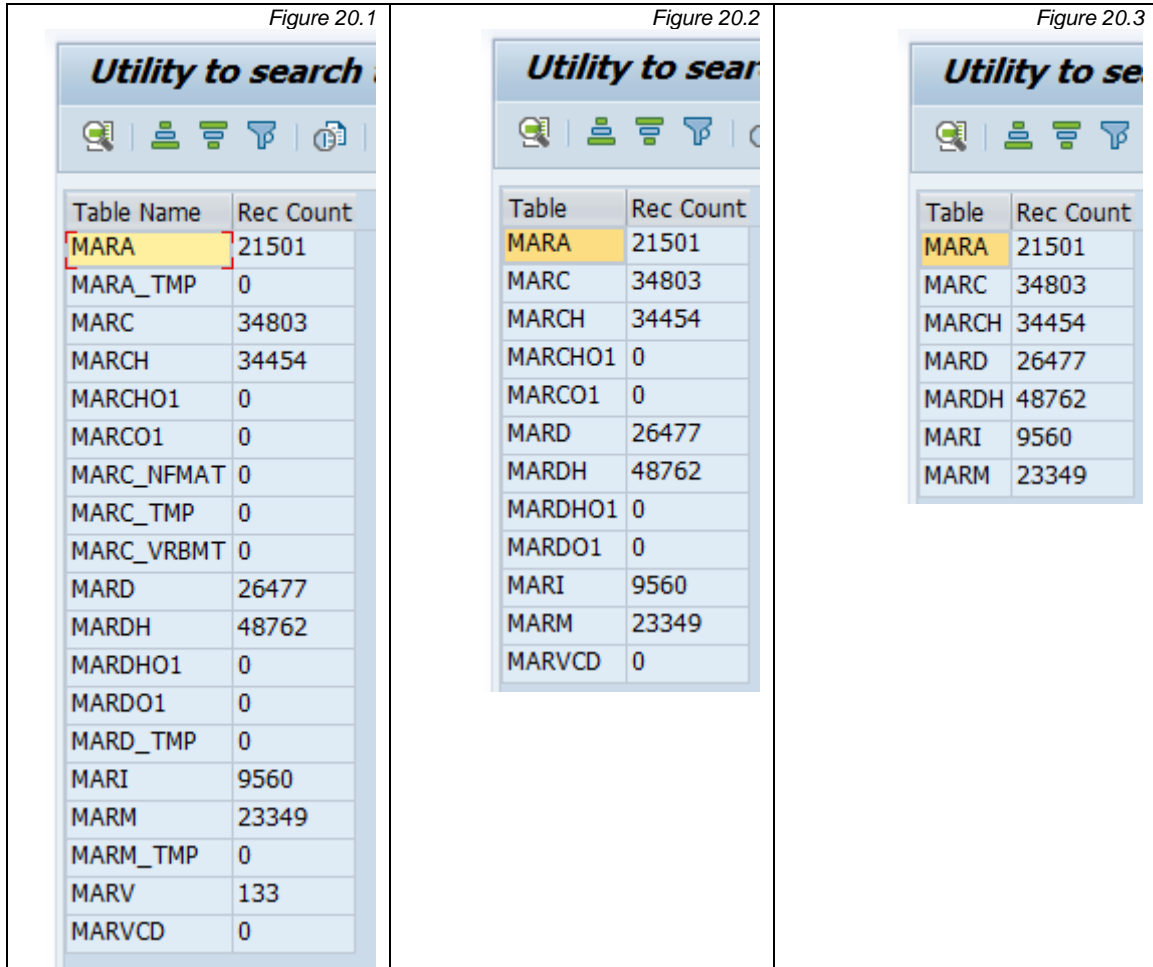 Figure 20.1
Utility to search
Table Name Rec Count
MARA 21501
MARA_TMP 0
MARC 34803
MARCH 34454
MARCHO1 0
MARCO1 0
MARC_NFMAT 0
MARC_TMP 0
MARC_VRBMT 0
MARD 26477
MARDH 48762
MARDHO1 0
MARDO1 0
MARD_TMP 0
MARI 9560
MARM 23349
MARM_TMP 0
MARV 133
MARVCD 0
Figure 20.2
Utility to sear
Table Rec Count
MARA 21501
MARC 34803
MARCH 34454
MARCHO1 0
MARCO1 0
MARD 26477
MARDH 48762
MARDHO1 0
MARDO1 0
MARI 9560
MARM 23349
MARVCD 0
Figure 20.3
Utility to se
Table Rec Count
MARA 21501
MARC 34803
MARCH 34454
MARD 26477
MARDH 48762
MARI 9560
MARM 23349